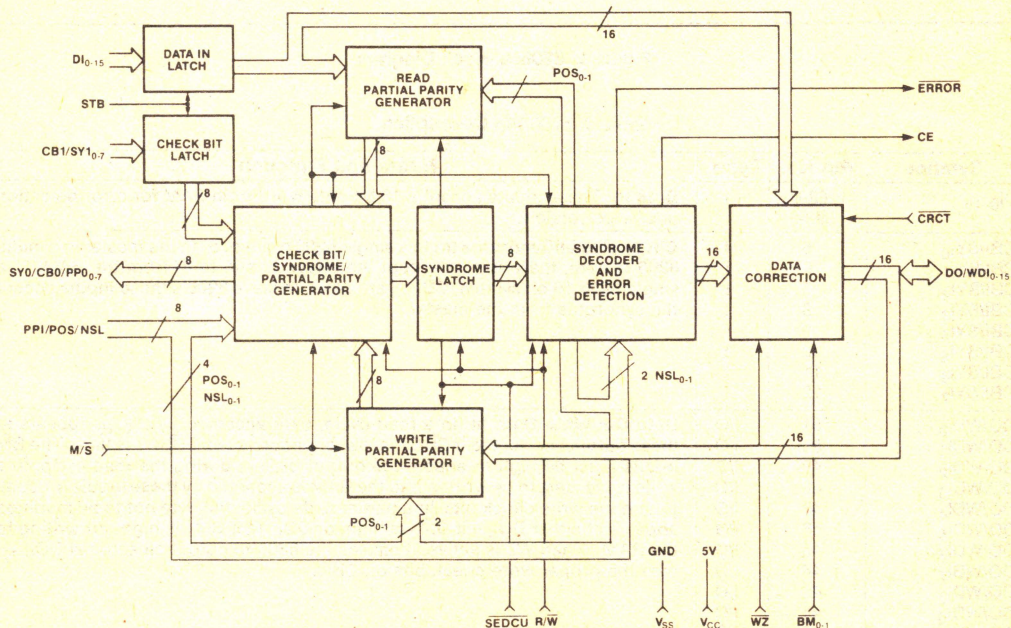 DI0-15
STB
CB1/SY10-7
DATA IN
LATCH
CHECK BIT
LATCH
16
READ
PARTIAL PARITY
GENERATOR
POS0-1
ERROR
CE
8
8
CHECK BIT/
SYNDROME/
PARTIAL PARITY
GENERATOR
SYNDROME
LATCH
8
SYNDROME
DECODER
AND
ERROR
DETECTION
16
DATA
CORRECTION
CRCT
16
DO/WDI0-15
SY0/CB0/PP00-7
8
PPI/POS/NSL
8
4
POS0-1
NSL0-1
8
2 NSL0-1
M/S
WRITE
PARTIAL PARITY
GENERATOR
16
POS0-1
2
GND
5V
SEDCU
R/W
VSS
VCC
WZ
BM0-1